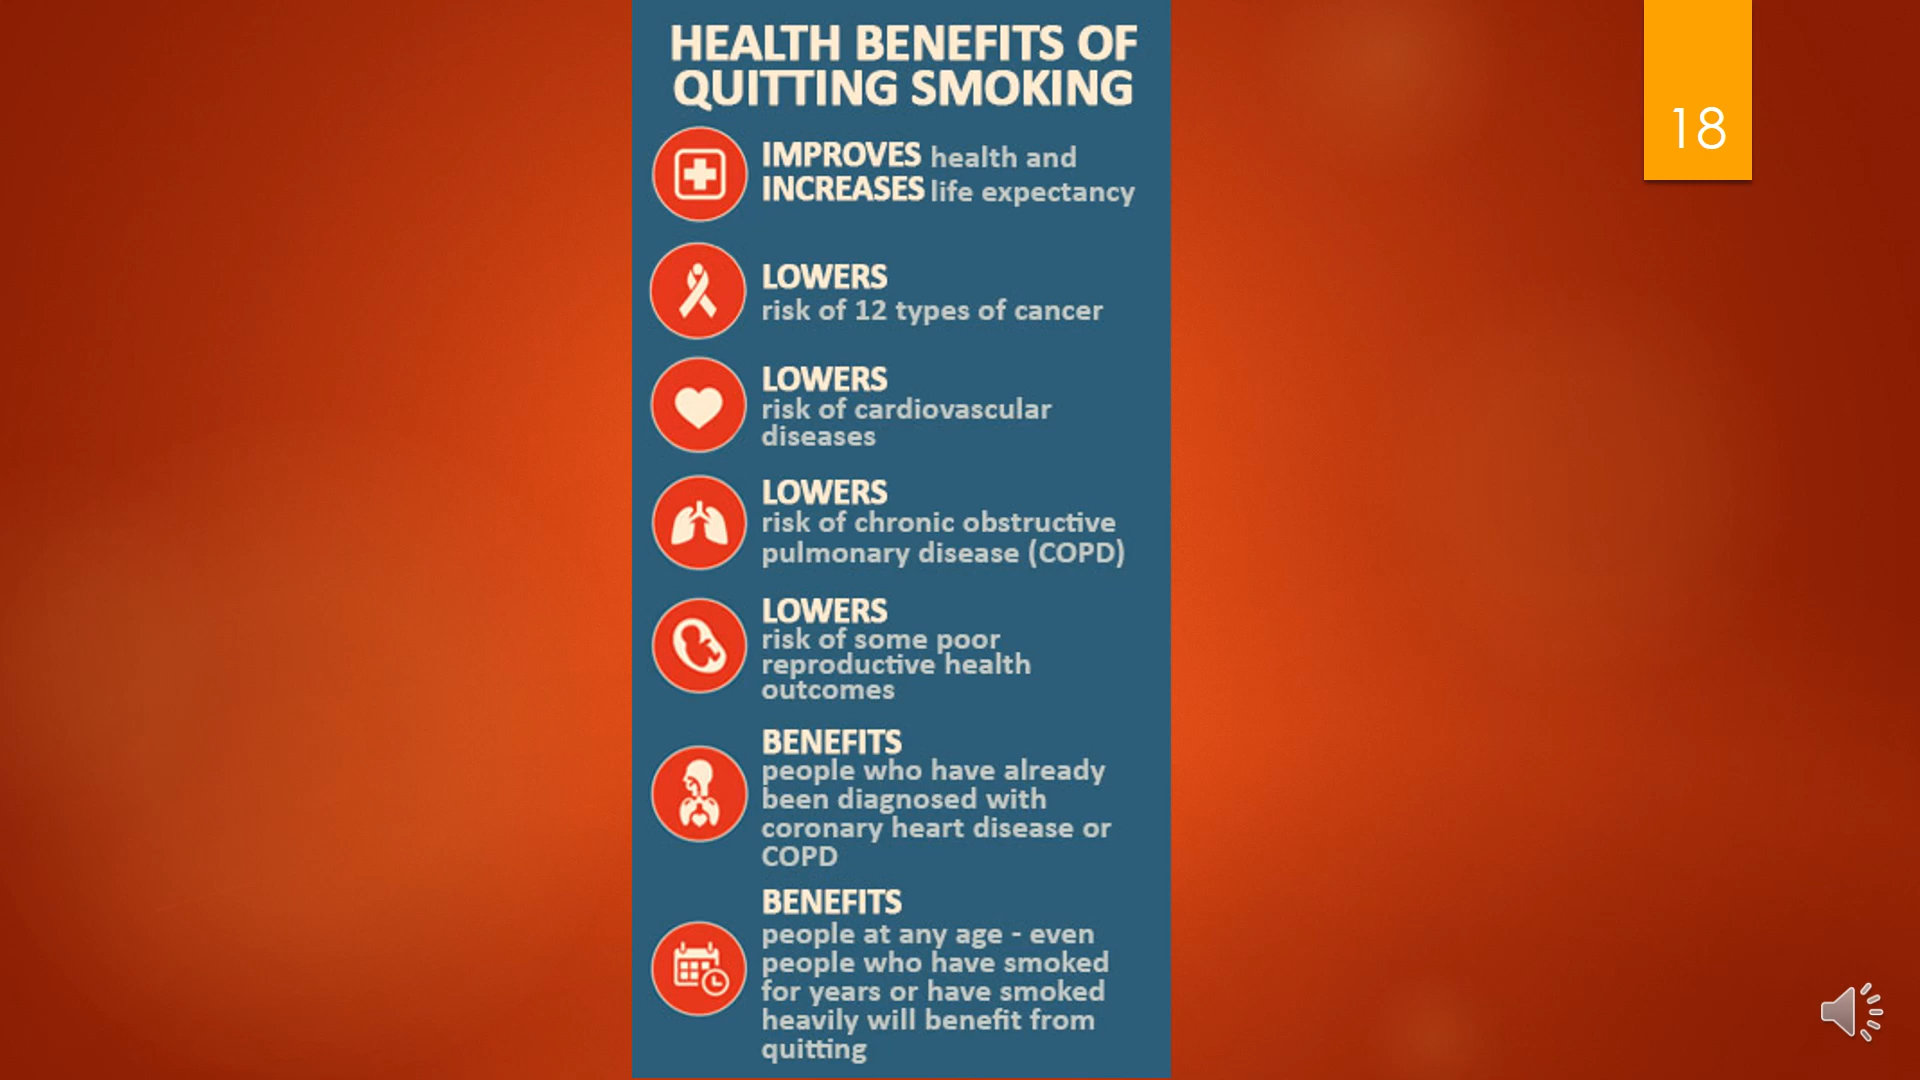 HEALTH BENEFITS OF
QUITTING SMOKING
IMPROVES health and
INCREASES life expectancy
LOWERS
risk of 12 types of cancer
LOWERS
risk of cardiovascular
diseases
LOWERS
risk of chronic obstructive
pulmonary disease (COPD)
LOWERS
risk of some poor
reproductive health
outcomes
BENEFITS
people who have already
been diagnosed with
coronary heart disease or
COPD
BENEFITS
people at any age - even
people who have smoked
for years or have smoked
heavily will benefit from
quitting
18